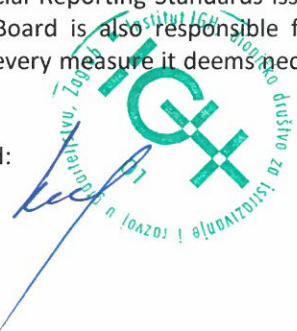 cial Reporting Standards iss
Board is also responsible f
every measure it deems nec
d:
Institut IGH, dioničko društvo za istraživanje i razvoj u graditeljstvu, Zagreb